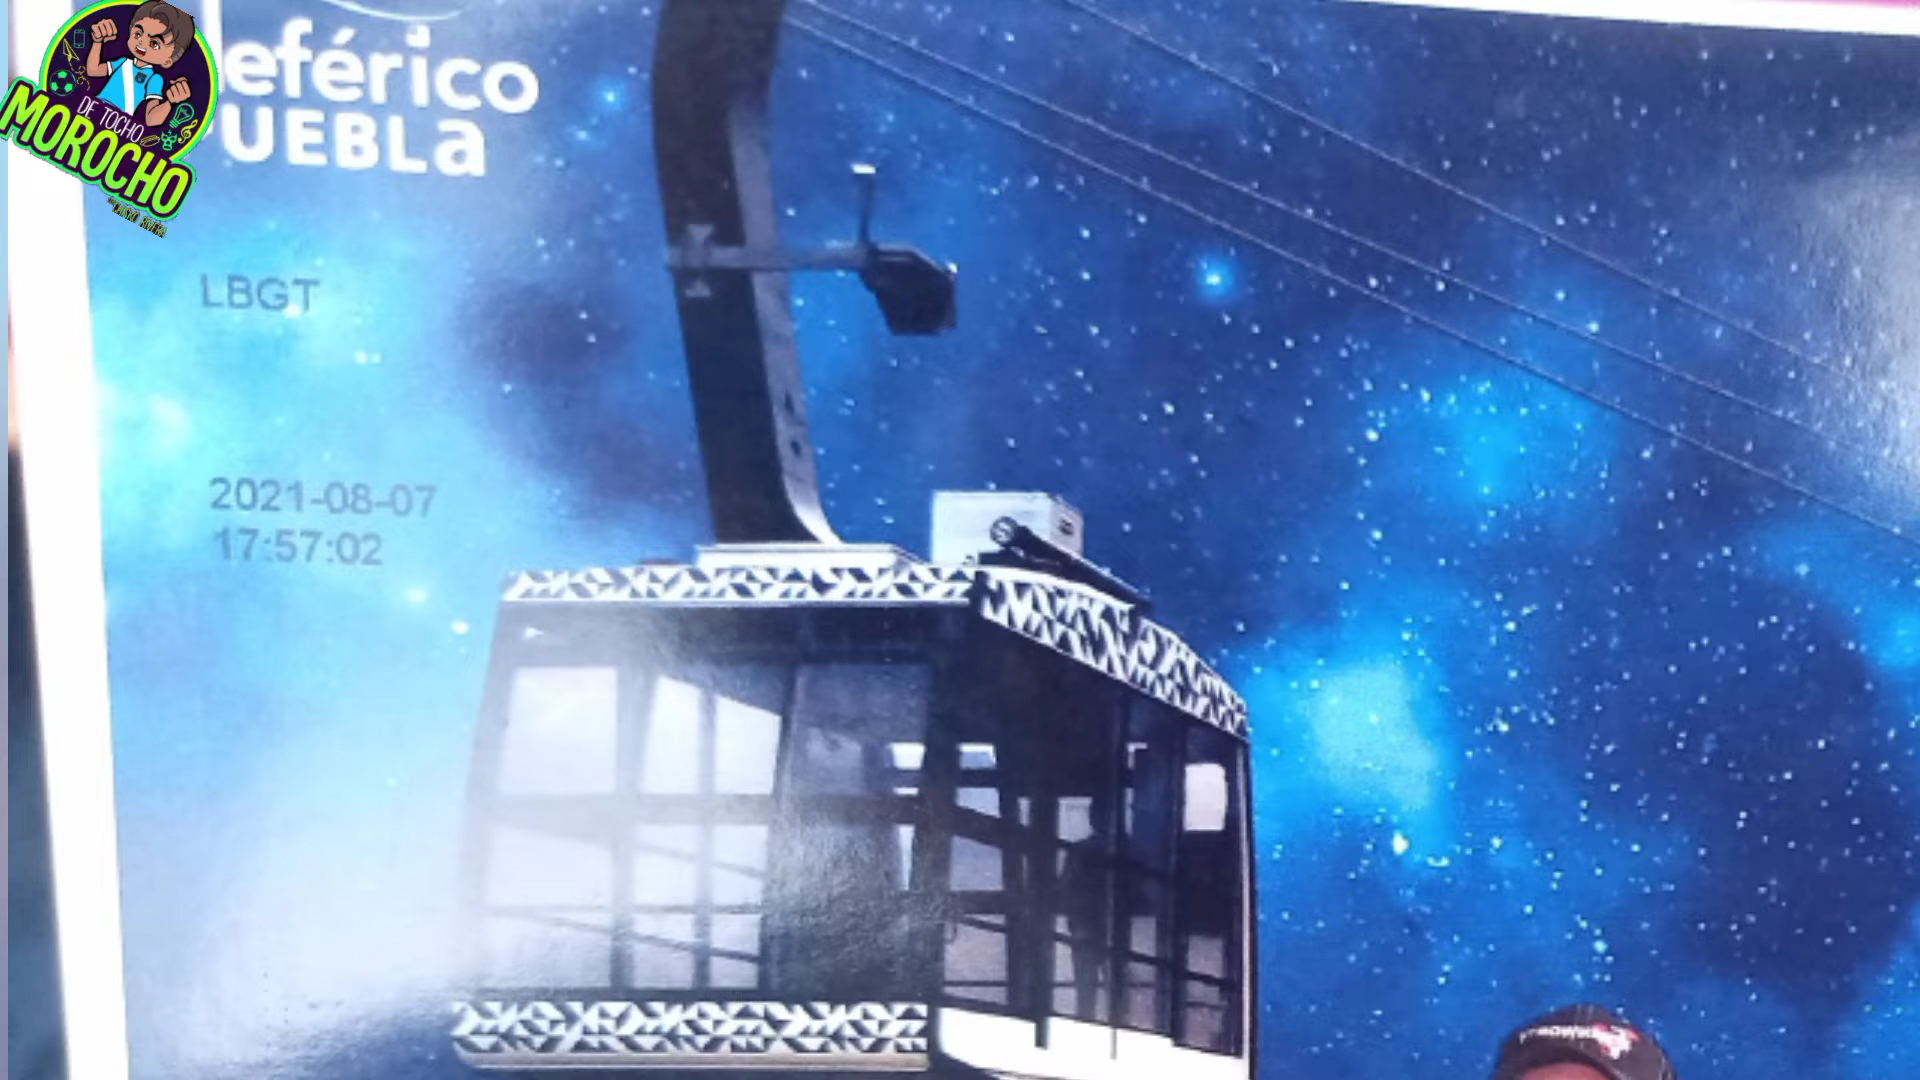 eférico
UEBLa
DE TOCHO
MOROCHO
LBGT
2021-08-07
17:57:02